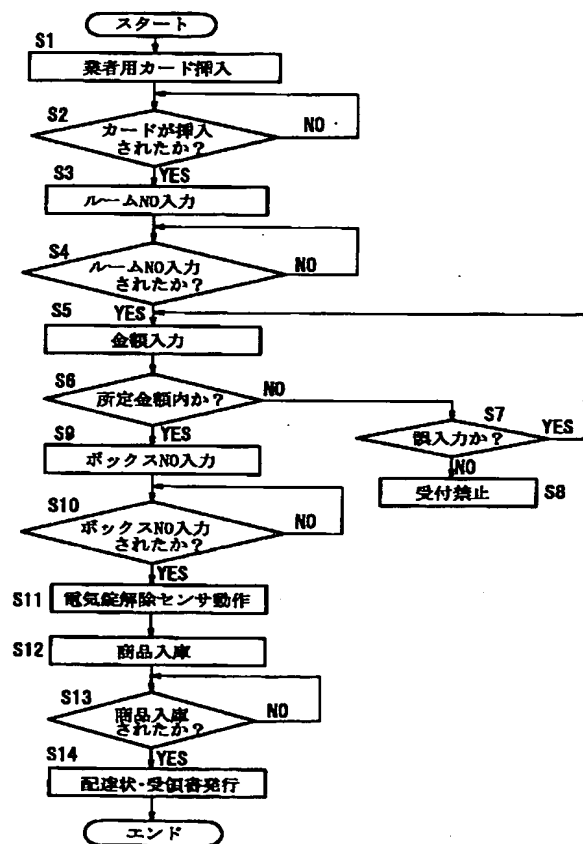 スタート
S1
業者用カード挿入
S2
カードが挿入
されたか?
NO
S3
YES
ルームNO入力
S4
ルームNO入力
されたか?
NO
S5
YES
金額入力
S6
所定金額内か?
NO
S7
誤入力か?
YES
NO
受付禁止
S8
YES
S9
ボックスNO入力
S10
ボックスNO入力
されたか?
NO
YES
S11
電気錠解除センサ動作
S12
商品入庫
S13
商品入庫
されたか?
NO
S14
YES
配達状・受領書発行
エンド